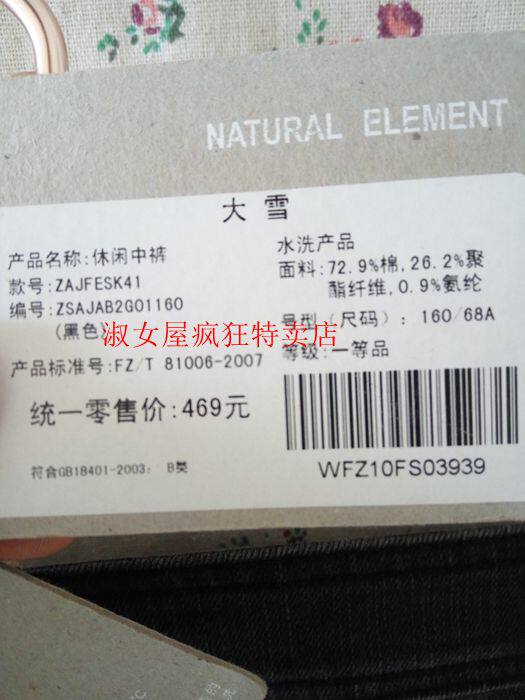 NATURAL ELEMENT
大 雪
产品名称:休闲中裤
款号:ZAJFESK41
编号:ZSAJAB2G01160
(黑色)
产品标准号:FZ/T 81006-2007
统一零售价:469元
符合GB18401-2003: B类
水洗产品
面料:72.9%棉,26.2%聚
酯纤维,0.9%氨纶
号型(尺码): 160/68A
等级:一等品
WFZ10FS03939
淑女屋疯狂特卖店